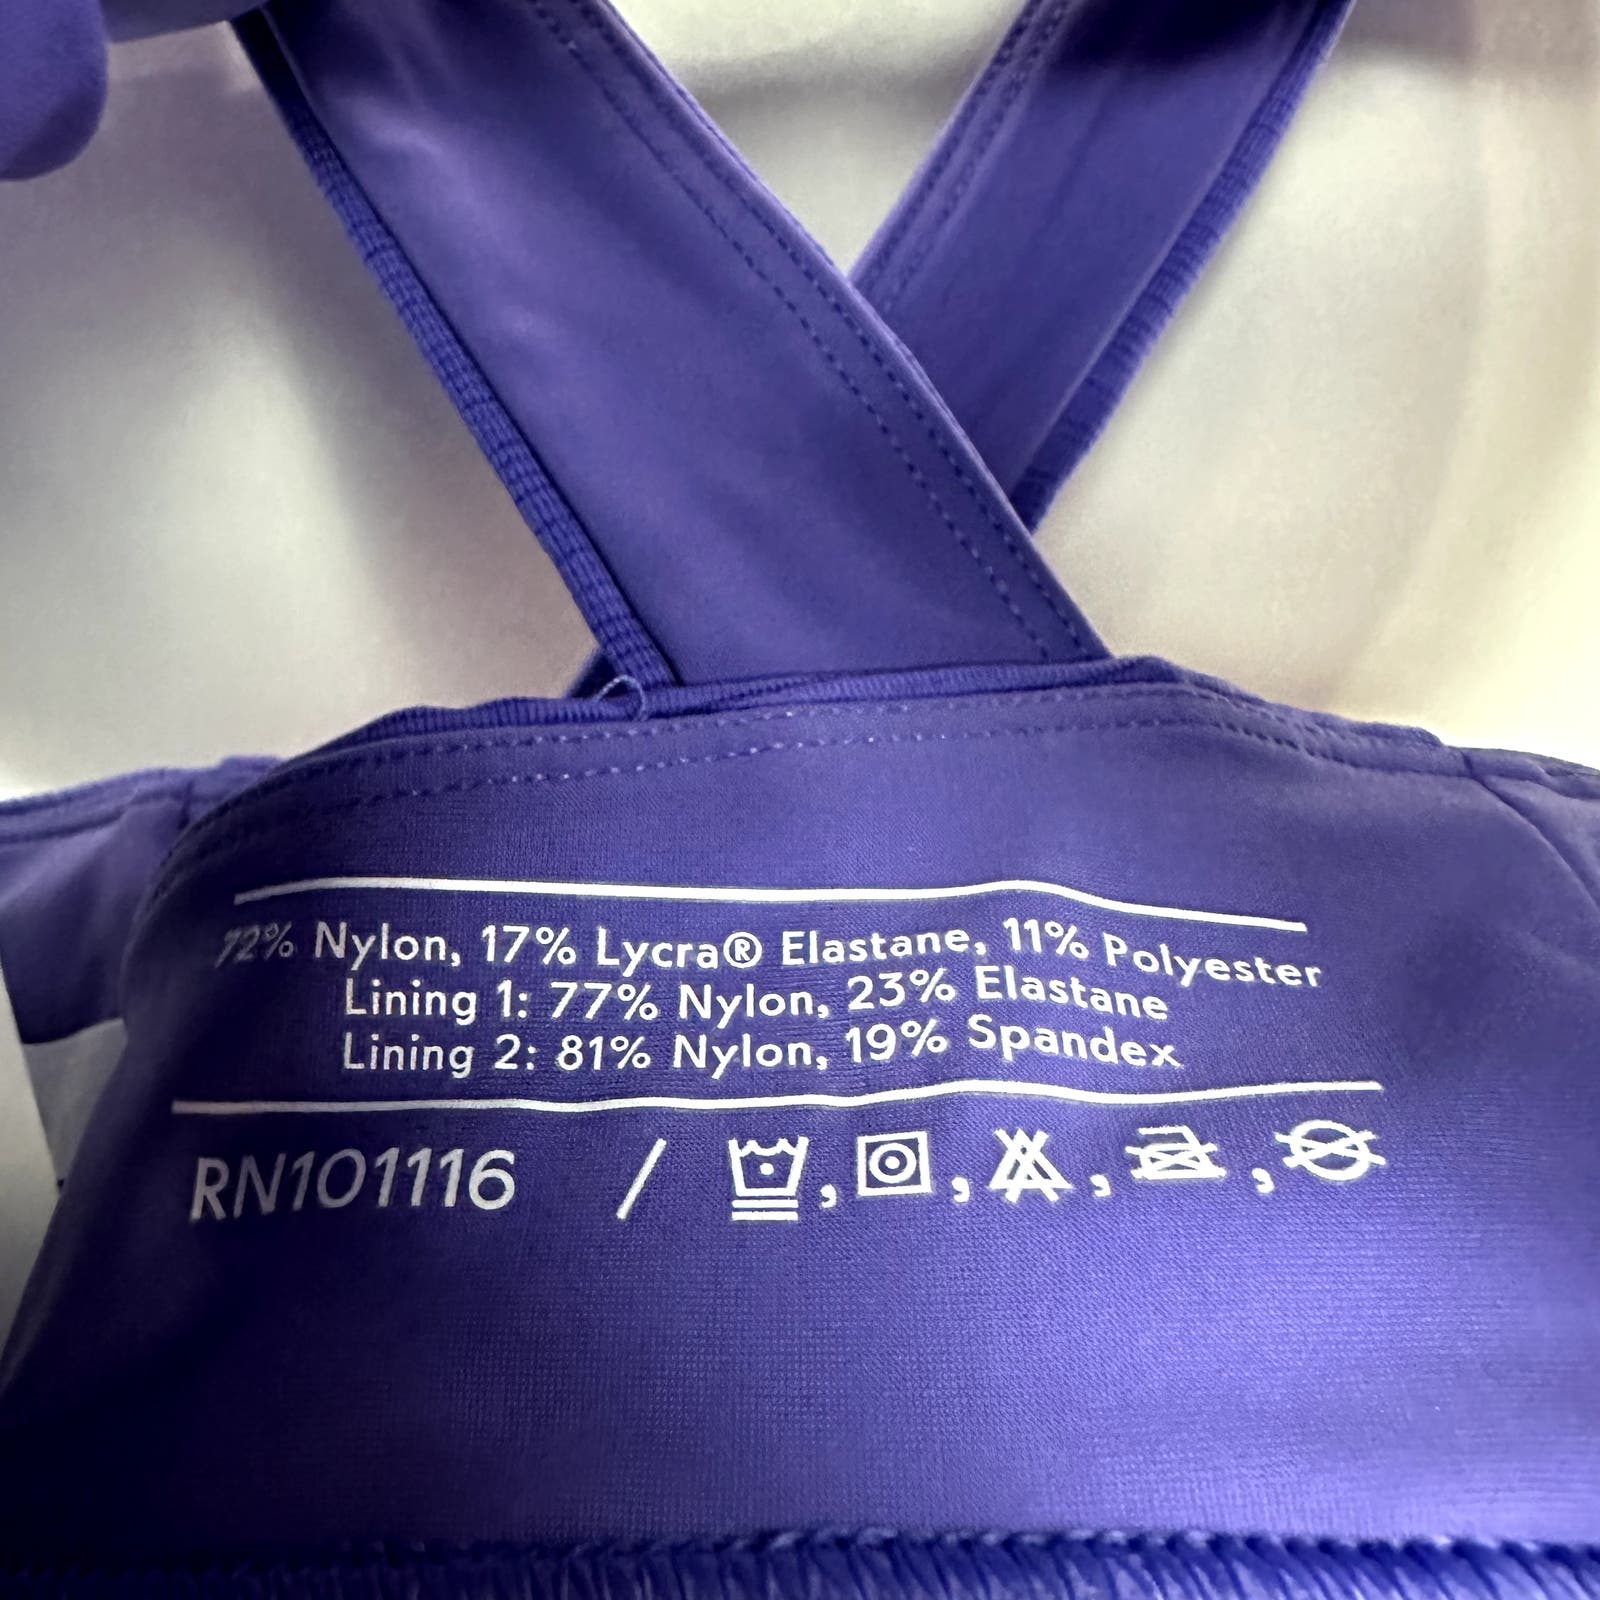 72% Nylon, 17% Lycra® Elastane, 11% Polyester
Lining 1: 77% Nylon, 23% Elastane
Lining 2: 81% Nylon, 19% Spandex
RN101116 /